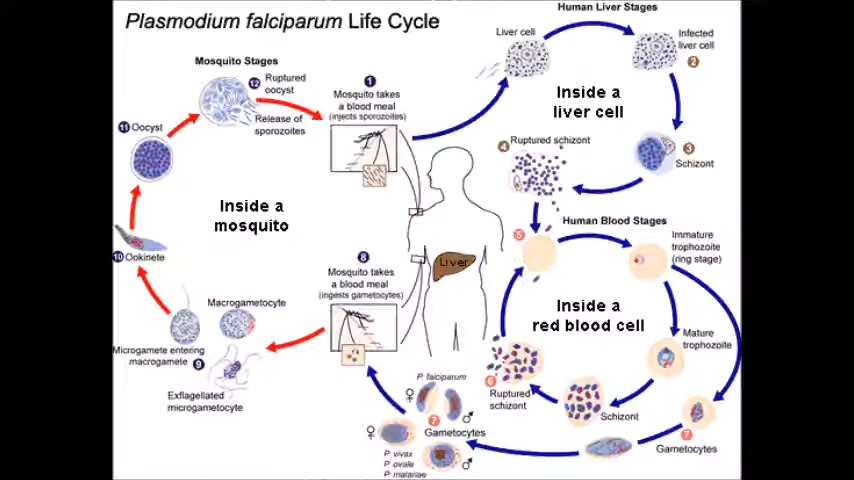 Plasmodium falciparum Life Cycle
Human Liver Stages
Liver cell
Infected
liver cell
2
Inside a
liver cell
3
Schizont
4 Ruptured schizont
Mosquito Stages
12 Ruptured
oocyst
Release of
sporozoites
11 Oocyst
Inside a
mosquito
10 Ookinete
Macrogametocyte
Microgamete entering
macrogamete 9
Exflagellated
microgametocyte
1
Mosquito takes
a blood meal
(injects sporozoites)
8
Mosquito takes
a blood meal
(ingests gametocytes)
Liver
Human Blood Stages
5
Immature
trophozoite
(ring stage)
Inside a
red blood cell
Mature
trophozoite
6
Ruptured
schizont
Schizont
7
Gametocytes
P. falciparum
♀
♂
7
Gametocytes
♀
P. vivax
P. ovale
P. malariae
♂